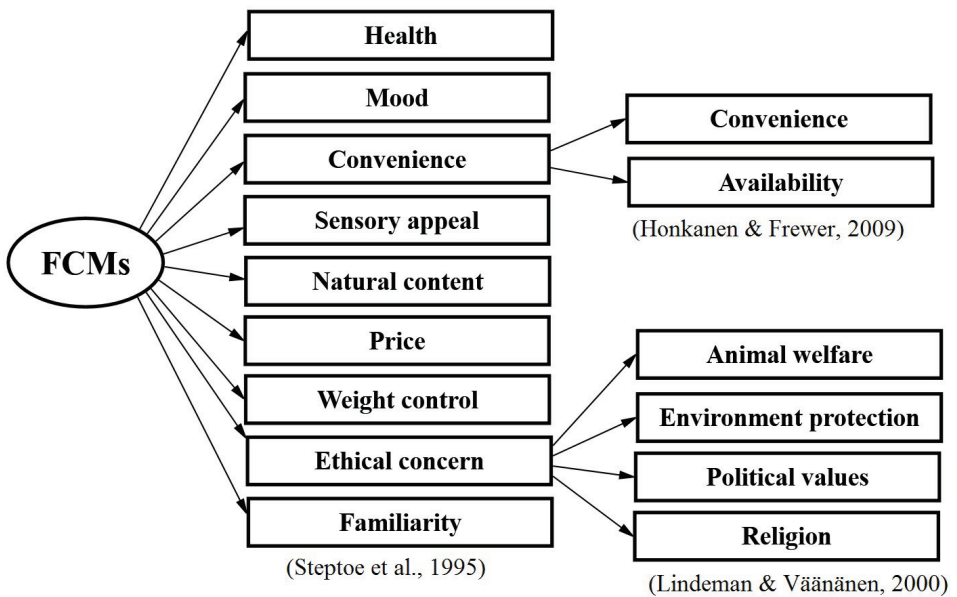 FCMs
Health
Mood
Convenience
Sensory appeal
Natural content
Price
Weight control
Ethical concern
Familiarity
(Steptoe et al., 1995)
Convenience
Availability
(Honkanen & Frewer, 2009)
Animal welfare
Environment protection
Political values
Religion
(Lindeman & Väänänen, 2000)